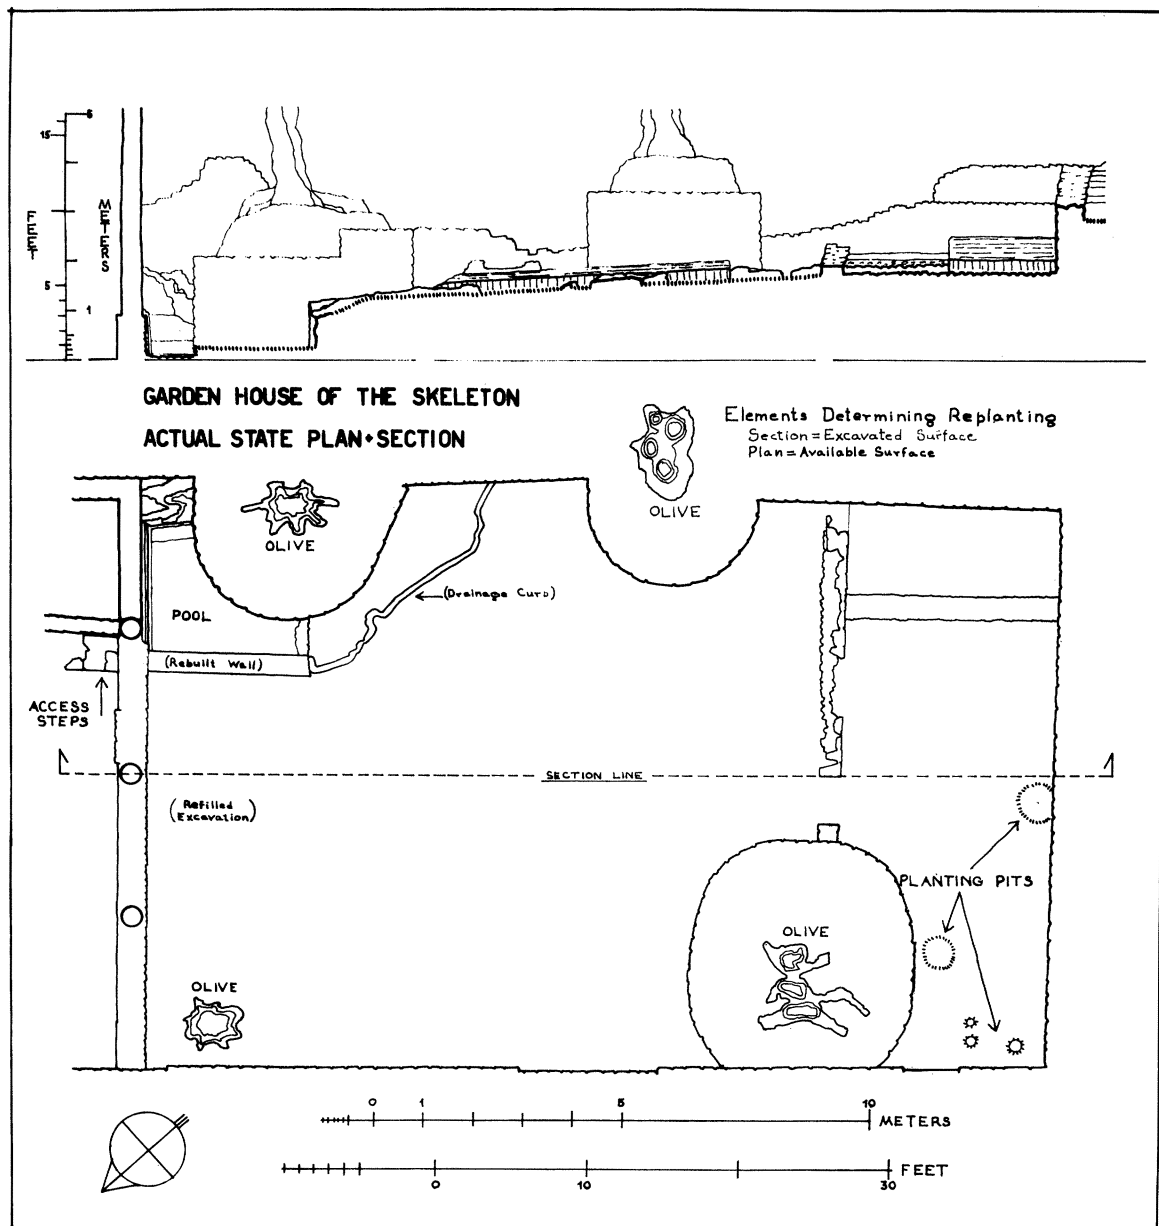 6
15
FEET
METERS
5
1
GARDEN HOUSE OF THE SKELETON
ACTUAL STATE PLAN+SECTION
Elements Determining Replanting
Section=Excavated Surface
Plan=Available Surface
OLIVE
OLIVE
(Drainage Curb)
POOL
(Rebuilt Wall)
ACCESS
STEPS
SECTION LINE
(Refilled
Excavation)
PLANTING PITS
OLIVE
OLIVE
0 1 5 10
METERS
FEET
0 10 30